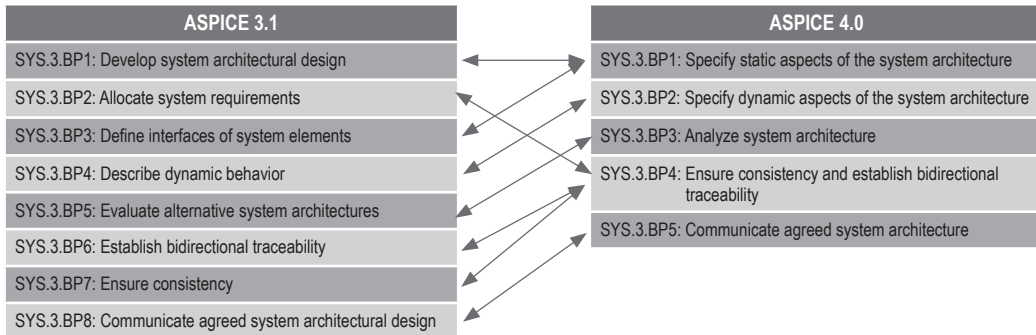 ASPICE 3.1
SYS.3.BP1: Develop system architectural design
SYS.3.BP2: Allocate system requirements
SYS.3.BP3: Define interfaces of system elements
SYS.3.BP4: Describe dynamic behavior
SYS.3.BP5: Evaluate alternative system architectures
SYS.3.BP6: Establish bidirectional traceability
SYS.3.BP7: Ensure consistency
SYS.3.BP8: Communicate agreed system architectural design
ASPICE 4.0
SYS.3.BP1: Specify static aspects of the system architecture
SYS.3.BP2: Specify dynamic aspects of the system architecture
SYS.3.BP3: Analyze system architecture
SYS.3.BP4: Ensure consistency and establish bidirectional
traceability
SYS.3.BP5: Communicate agreed system architecture